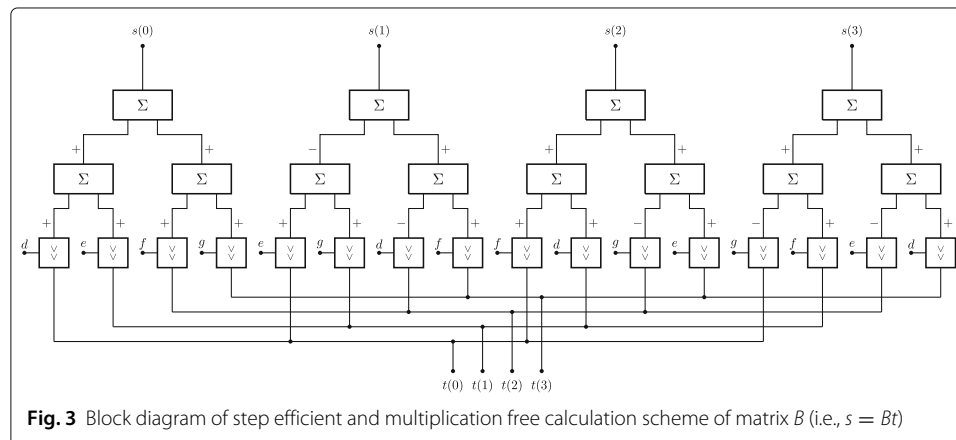 s(0) s(1) s(2) s(3)
Σ Σ Σ Σ
+ + − + + + + +
Σ Σ Σ Σ Σ Σ Σ Σ
+ + + + + + − + + + − + − + − +
d e f g e g d f f d g e g f e d
>> >> >> >> >> >> >> >> >> >> >> >> >> >> >> >>
t(0) t(1) t(2) t(3)
Fig. 3 Block diagram of step efficient and multiplication free calculation scheme of matrix B (i.e., s = Bt)